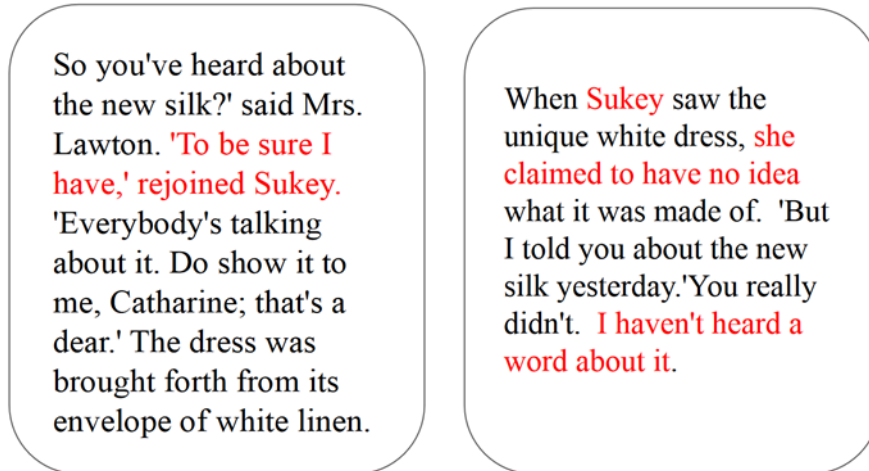 So you've heard about
the new silk?' said Mrs.
Lawton. 'To be sure I
have,' rejoined Sukey.
'Everybody's talking
about it. Do show it to
me, Catharine; that's a
dear.' The dress was
brought forth from its
envelope of white linen.
When Sukey saw the
unique white dress, she
claimed to have no idea
what it was made of.  'But
I told you about the new
silk yesterday.'You really
didn't.  I haven't heard a
word about it.